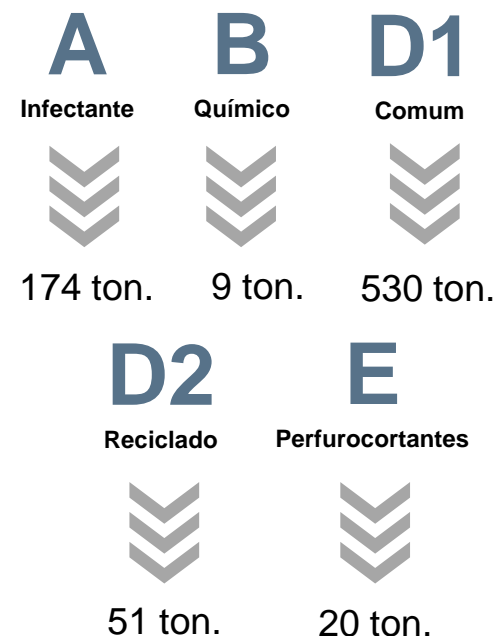 A B D1
Infectante Químico Comum
174 ton. 9 ton. 530 ton.
D2 E
Reciclado Perfurocortantes
51 ton. 20 ton.